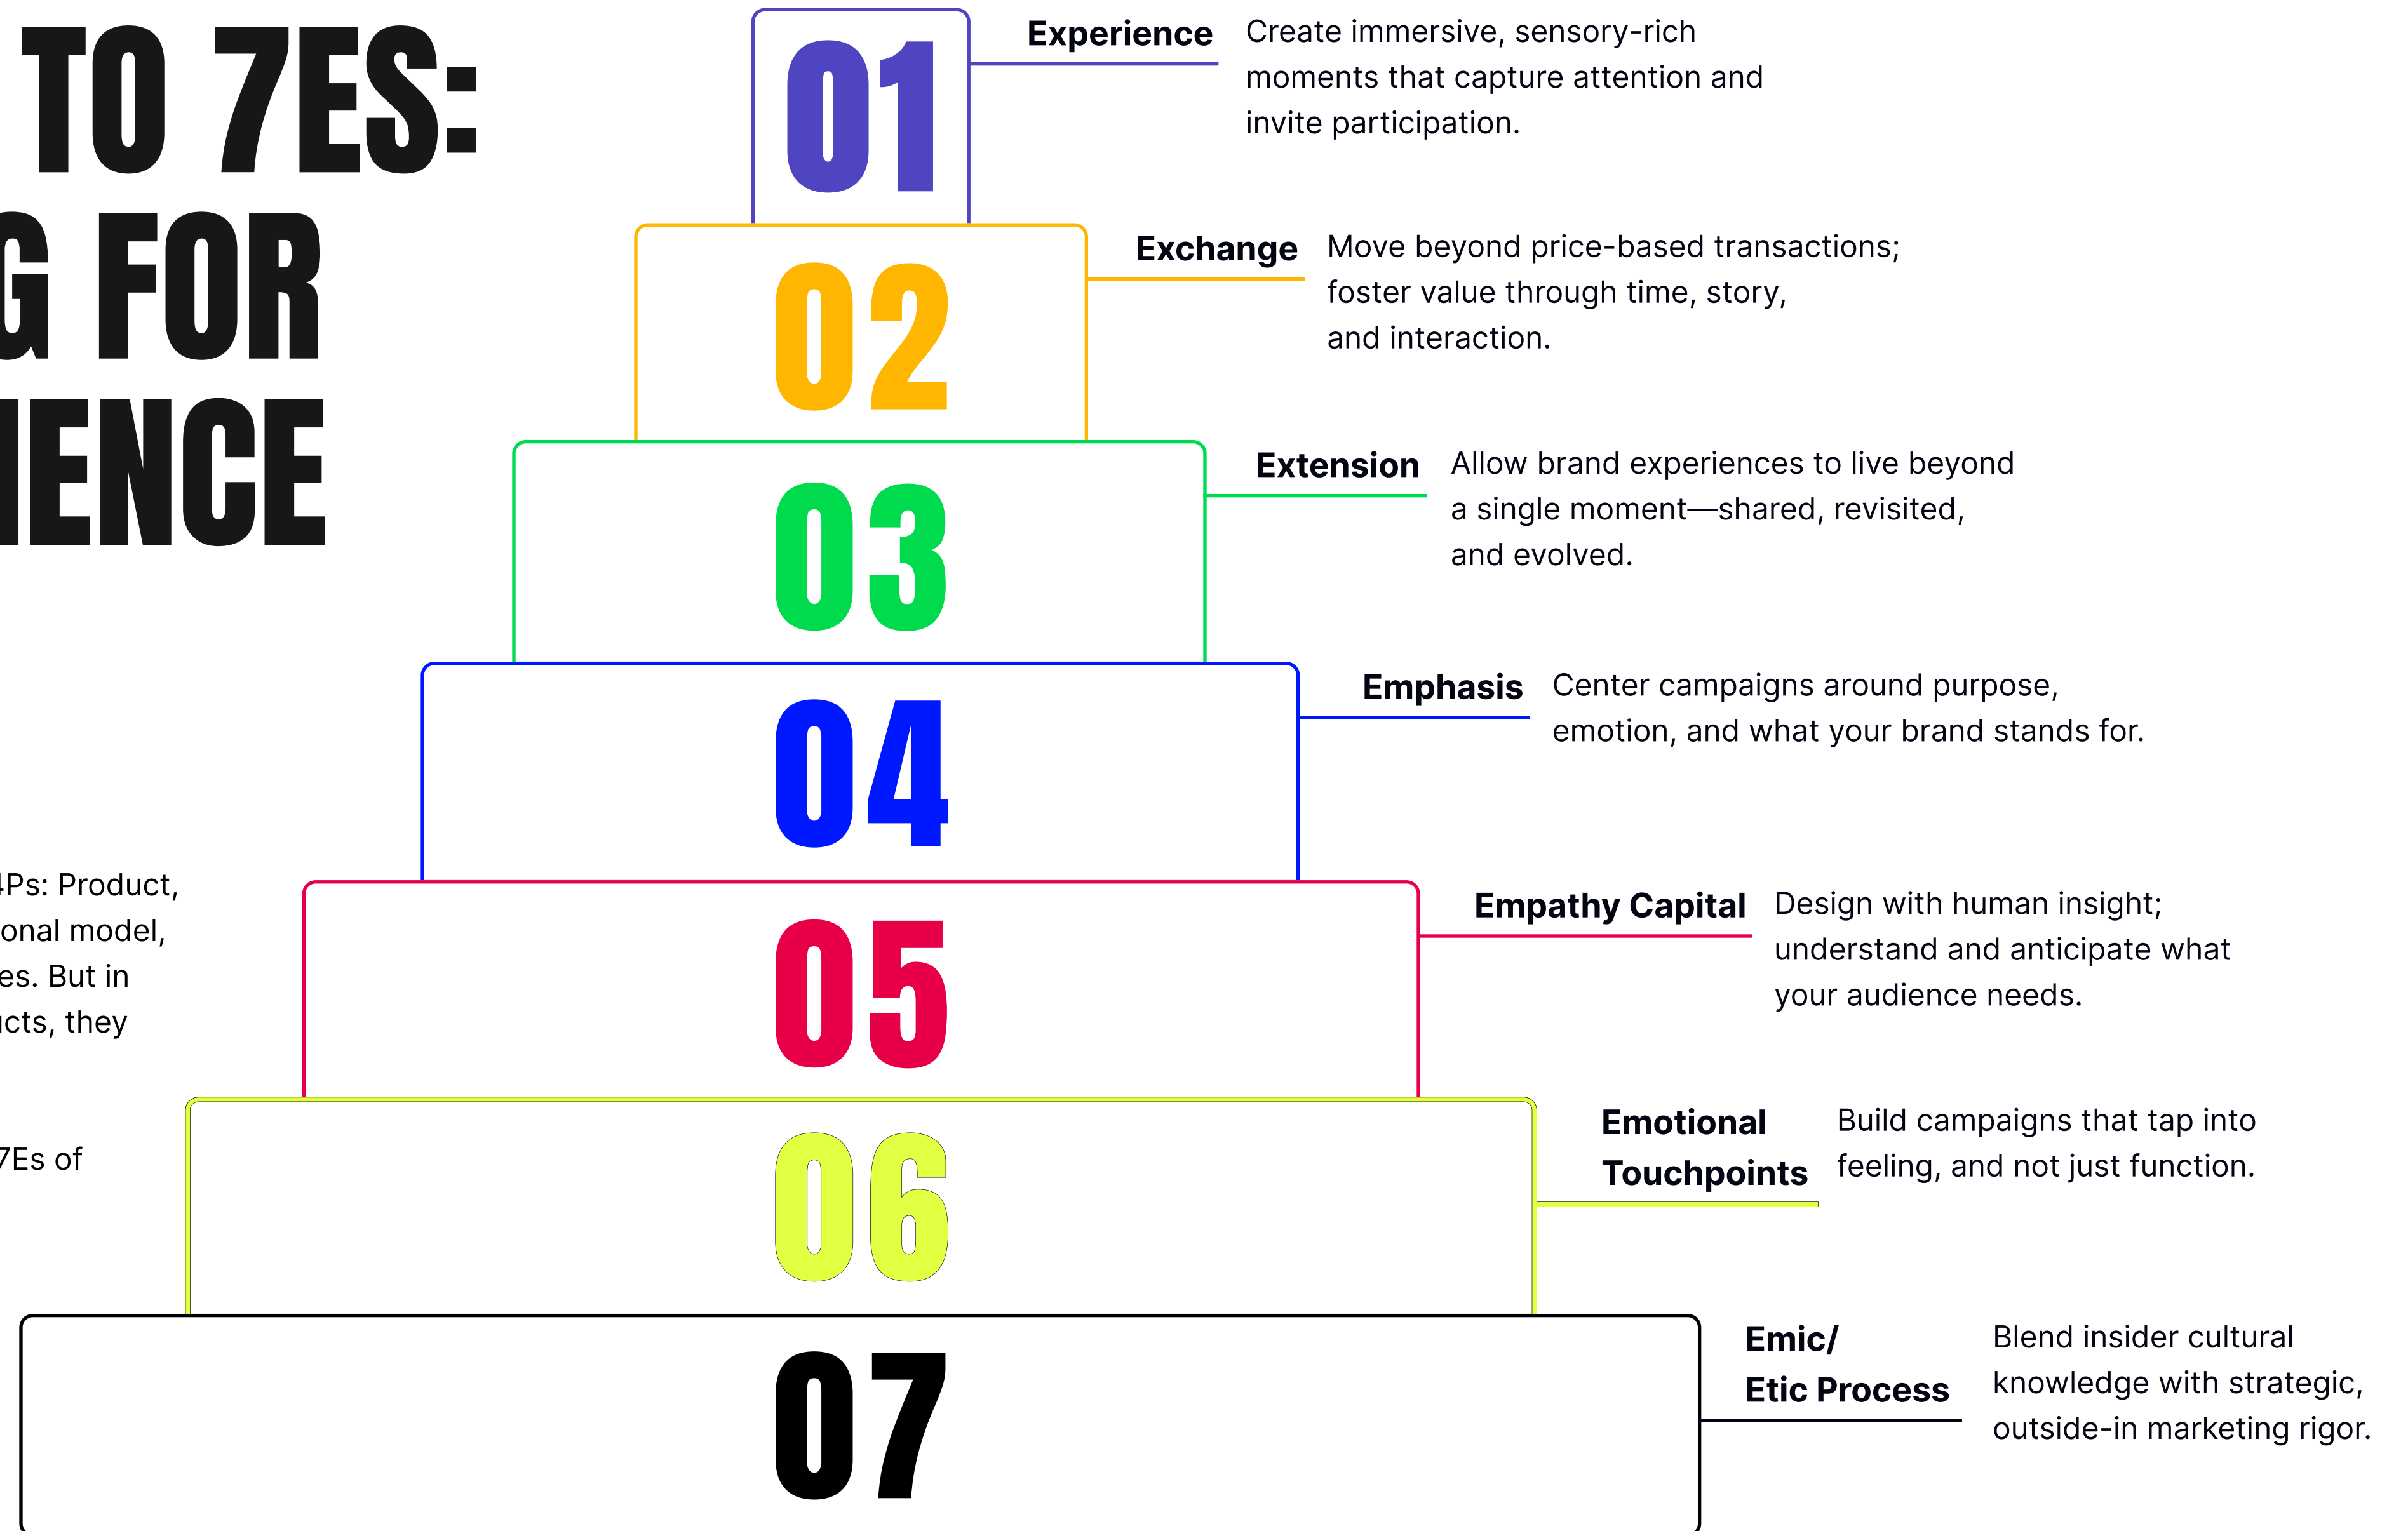 TO 7ES:
G FOR
IENCE
4Ps: Product,
onal model,
es. But in
ucts, they
7Es of
01
Experience
Create immersive, sensory-rich
moments that capture attention and
invite participation.
02
Exchange
Move beyond price-based transactions;
foster value through time, story,
and interaction.
03
Extension
Allow brand experiences to live beyond
a single moment—shared, revisited,
and evolved.
04
Emphasis
Center campaigns around purpose,
emotion, and what your brand stands for.
05
Empathy Capital
Design with human insight;
understand and anticipate what
your audience needs.
06
Emotional
Touchpoints
Build campaigns that tap into
feeling, and not just function.
07
Emic/
Etic Process
Blend insider cultural
knowledge with strategic,
outside-in marketing rigor.